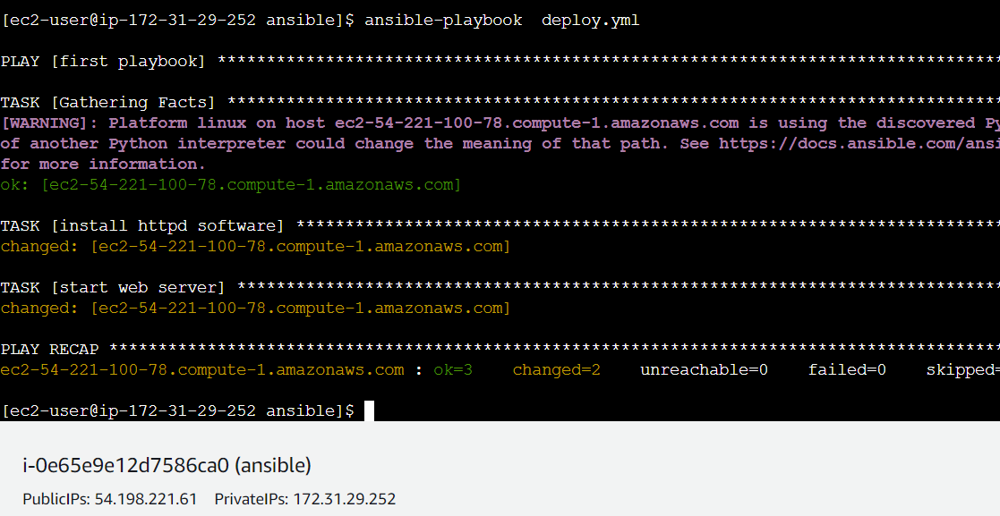 [ec2-user@ip-172-31-29-252 ansible]$ ansible-playbook  deploy.yml
PLAY [first playbook] ********************************************************************************
TASK [Gathering Facts] *******************************************************************************
[WARNING]: Platform linux on host ec2-54-221-100-78.compute-1.amazonaws.com is using the discovered Py
of another Python interpreter could change the meaning of that path. See https://docs.ansible.com/ansi
for more information.
ok: [ec2-54-221-100-78.compute-1.amazonaws.com]
TASK [install httpd software] ************************************************************************
changed: [ec2-54-221-100-78.compute-1.amazonaws.com]
TASK [start web server] ******************************************************************************
changed: [ec2-54-221-100-78.compute-1.amazonaws.com]
PLAY RECAP *******************************************************************************************
ec2-54-221-100-78.compute-1.amazonaws.com : ok=3    changed=2    unreachable=0    failed=0    skipped=
[ec2-user@ip-172-31-29-252 ansible]$
i-0e65e9e12d7586ca0 (ansible)
PublicIPs: 54.198.221.61    PrivateIPs: 172.31.29.252